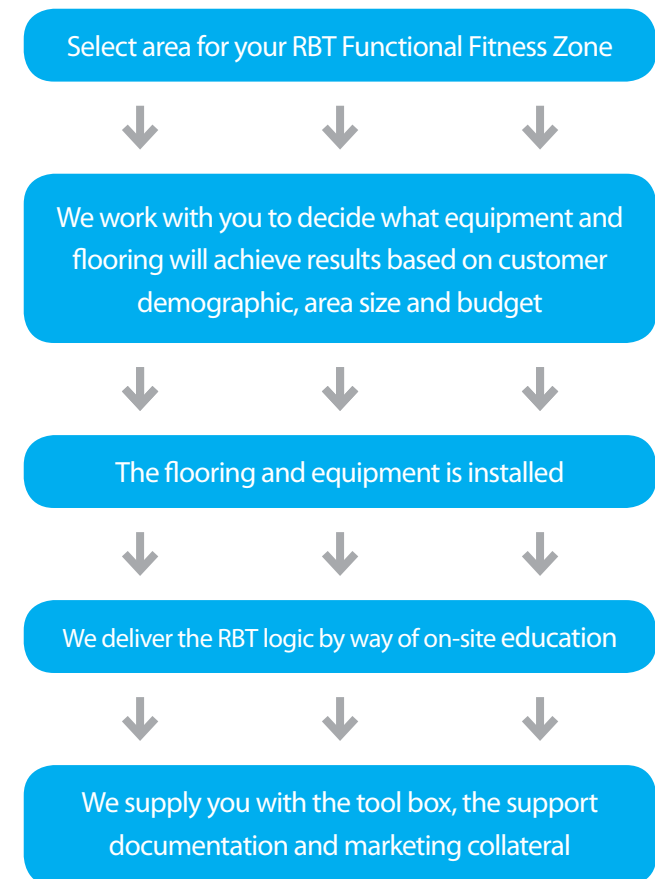 Select area for your RBT Functional Fitness Zone
We work with you to decide what equipment and
flooring will achieve results based on customer
demographic, area size and budget
The flooring and equipment is installed
We deliver the RBT logic by way of on-site education
We supply you with the tool box, the support
documentation and marketing collateral